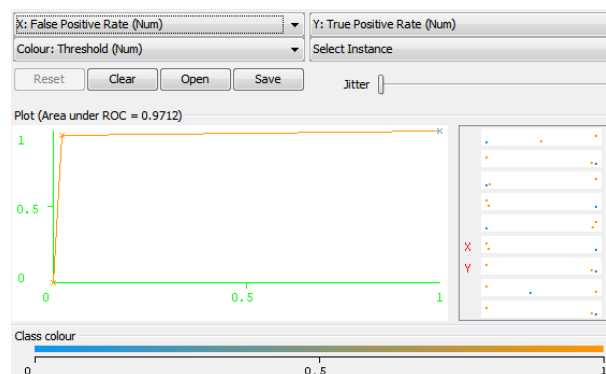 X: False Positive Rate (Num) Y: True Positive Rate (Num)
Colour: Threshold (Num) Select Instance
Reset Clear Open Save Jitter
Plot (Area under ROC = 0.9712)
1
0.5
0
0 0.5 1
X
Y
Class colour
0 0.5 1